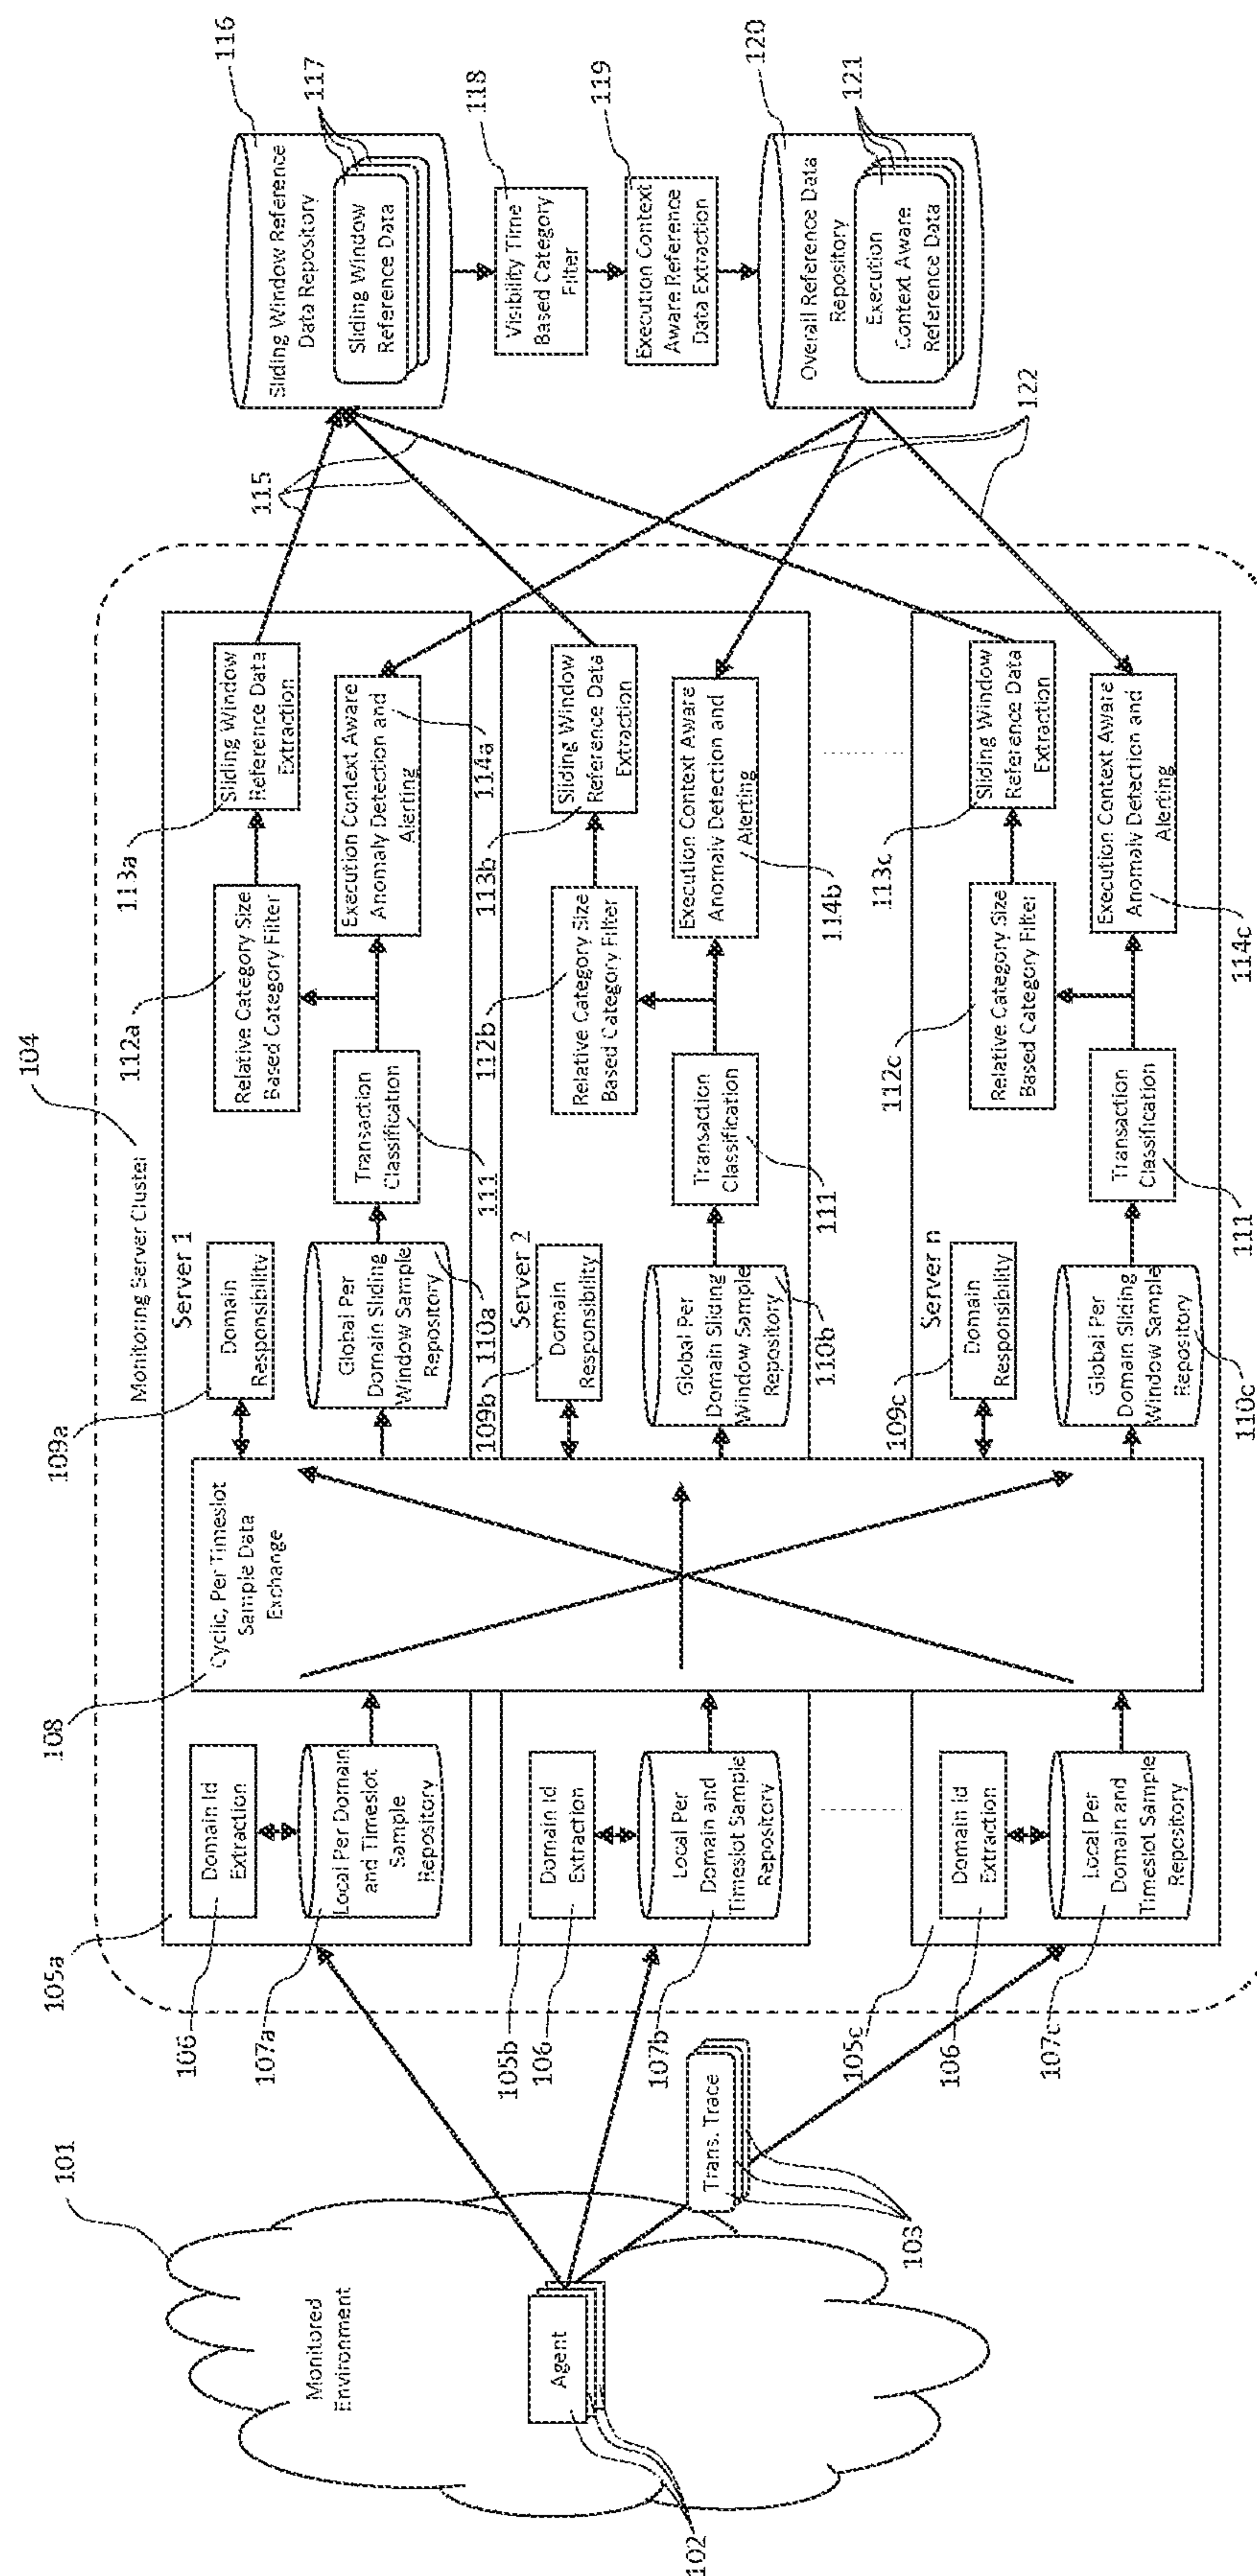 101
Monitored
Environment
Agent
102
Trans. Trace
103
104
Monitoring Server Cluster
105a
106
Domain Id
Extraction
107a
Local Per Domain
and Timeslot
Sample
Repository
108
Cyclic, Per Timeslot
Sample Data
Exchange
Server 1
109a
Domain
Responsibility
Global Per
Domain Sliding
Window Sample
Repository
110a
Transaction
Classification
111
112a
Relative Category Size
Based Category Filter
113a
Sliding Window
Reference Data
Extraction
Execution Context Aware
Anomaly Detection and
Alerting
114a
105b
106
Domain Id
Extraction
107b
Local Per
Domain and
Timeslot Sample
Repository
Server 2
109b
Domain
Responsibility
Global Per
Domain Sliding
Window Sample
Repository
110b
Transaction
Classification
111
112b
Relative Category Size
Based Category Filter
113b
Sliding Window
Reference Data
Extraction
Execution Context Aware
Anomaly Detection and
Alerting
114b
105c
106
Domain Id
Extraction
107c
Local Per
Domain and
Timeslot Sample
Repository
Server n
109c
Domain
Responsibility
Global Per
Domain Sliding
Window Sample
Repository
110c
Transaction
Classification
111
112c
Relative Category Size
Based Category Filter
113c
Sliding Window
Reference Data
Extraction
Execution Context Aware
Anomaly Detection and
Alerting
114c
115
116
Sliding Window Reference
Data Repository
117
Sliding Window
Reference Data
118
Visibility Time
Based Category
Filter
119
Execution Context
Aware Reference
Data Extraction
120
Overall Reference Data
Repository
121
Execution
Context Aware
Reference Data
122